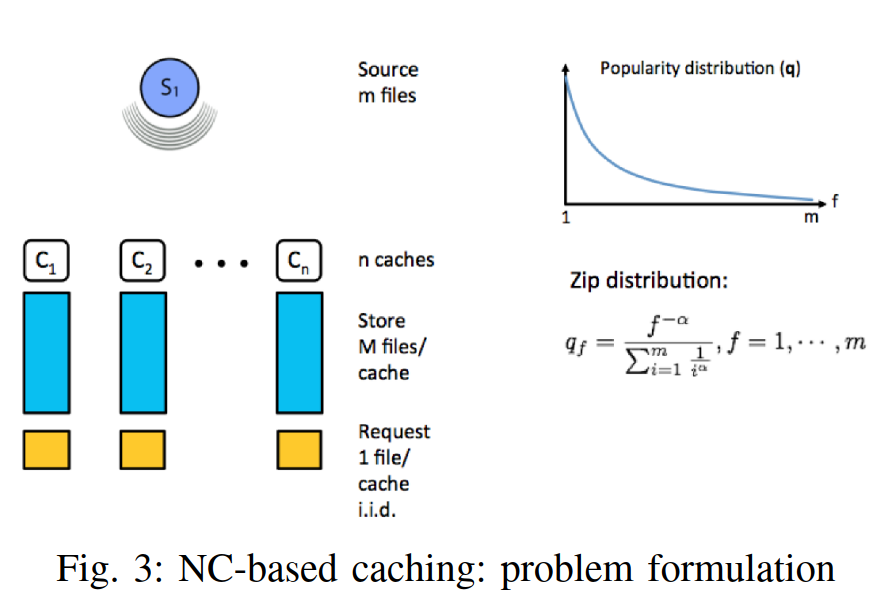 S₁
Source
m files
C₁
C₂
• • •
Cₙ
n caches
Store
M files/
cache
Request
1 file/
cache
i.i.d.
Popularity distribution (q)
f
1
m
Zip distribution:
q_f = f^{-α} / ∑_{i=1}^{m} 1/i^α, f = 1, ⋯ , m
Fig. 3: NC-based caching: problem formulation